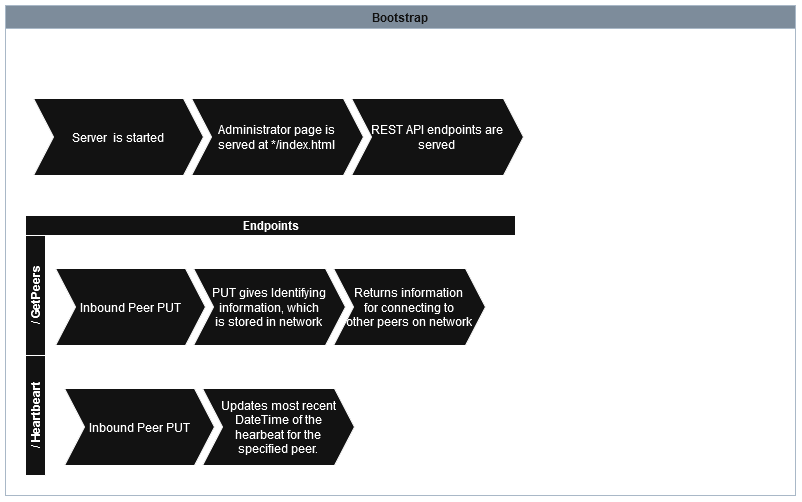 Bootstrap
Server  is started
Administrator page is
served at */index.html
REST API endpoints are
served
Endpoints
/ GetPeers
Inbound Peer PUT
PUT gives Identifying
information, which
is stored in network
Returns information
for connecting to
other peers on network
/ Heartbeart
Inbound Peer PUT
Updates most recent
DateTime of the
hearbeat for the
specified peer.